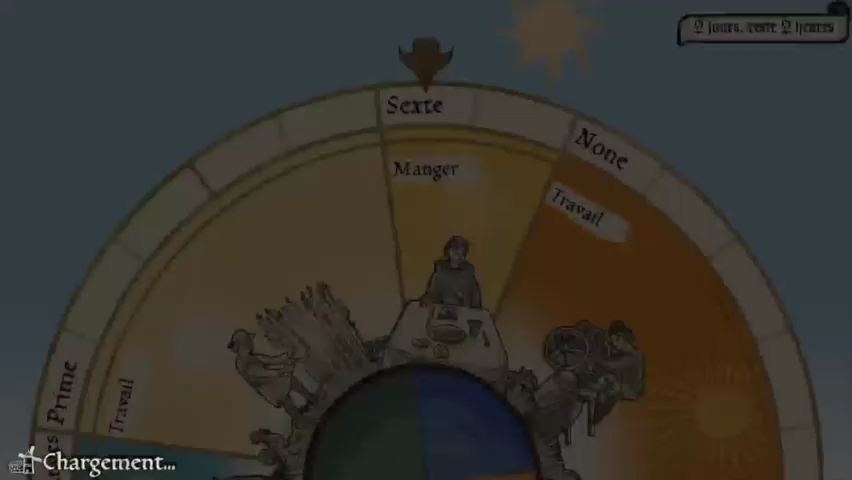 2 jours, reste 2 heures
Sexte
None
Manger
Travail
Prime
Travail
Chargement...